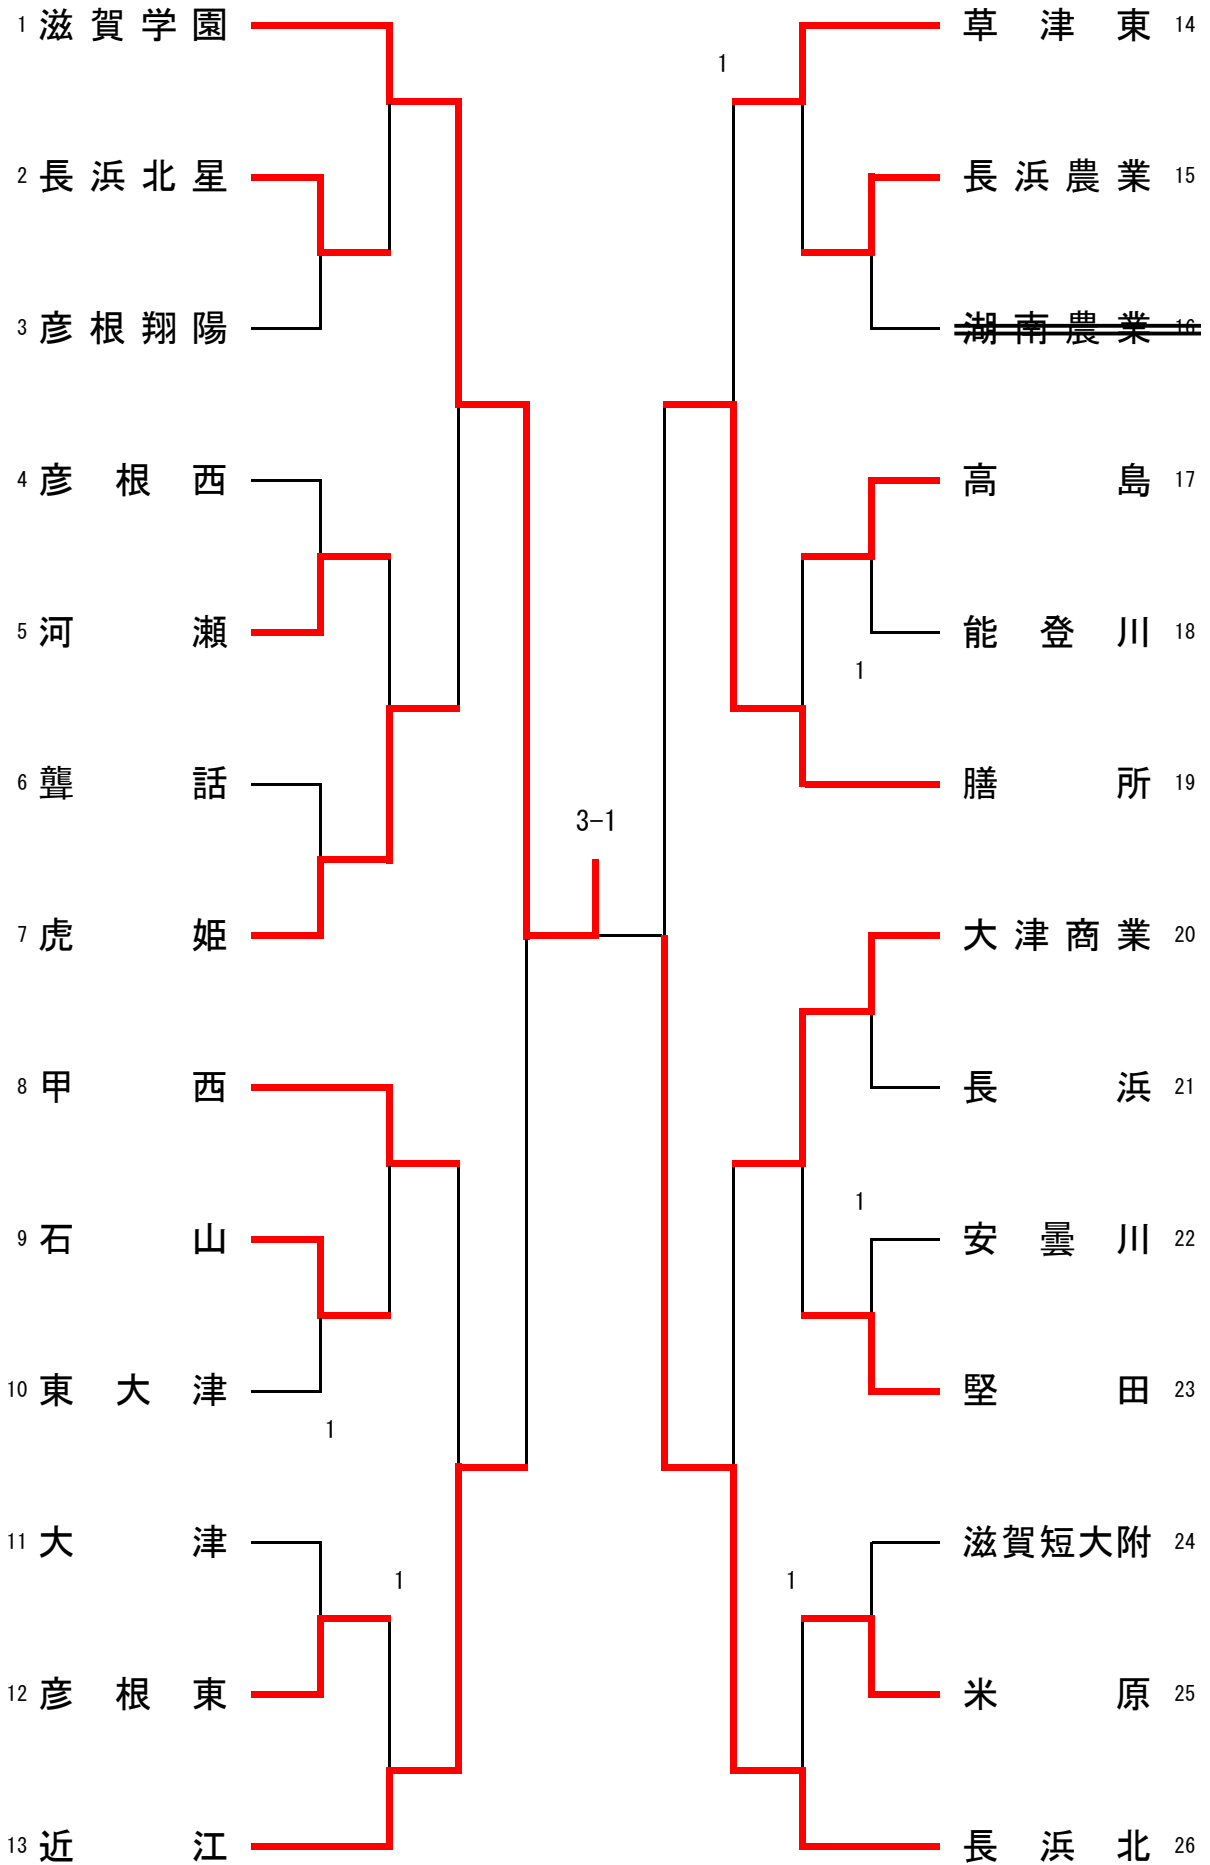 1 滋賀学園
2 長浜北星
3 彦根翔陽
4 彦根西
5 河瀬
6 聾話
7 虎姫
8 甲西
9 石山
10 東大津
1
11 大津
1
12 彦根東
13 近江
3-1
草津東 14
1
長浜農業 15
湖南農業 16
高島 17
能登川 18
1
膳所 19
大津商業 20
長浜 21
1
安曇川 22
堅田 23
滋賀短大附 24
1
米原 25
長浜北 26